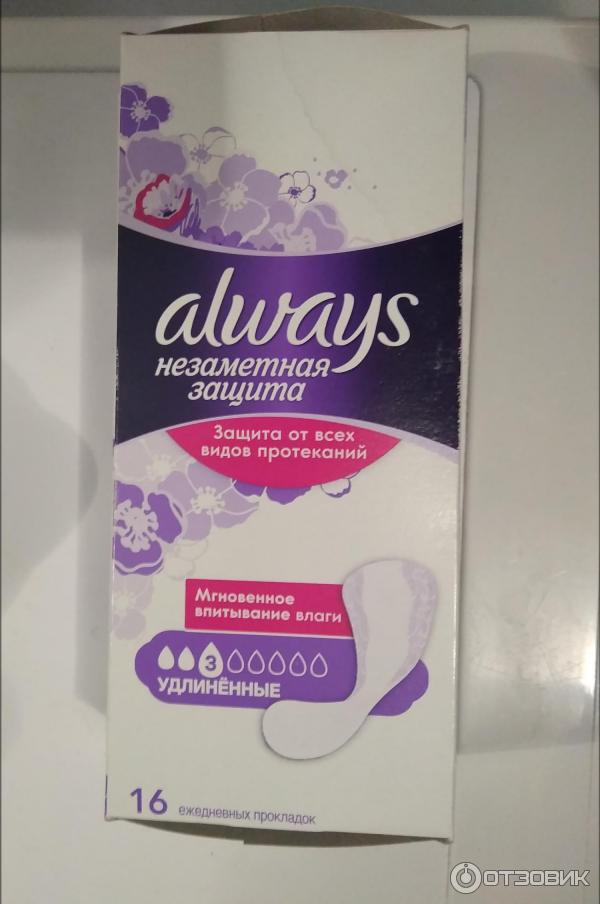 always
незаметная
защита
Защита от всех
видов протеканий
Мгновенное
впитывание влаги
3
УДЛИНЁННЫЕ
16 ежедневных прокладок
ОТЗОВИК